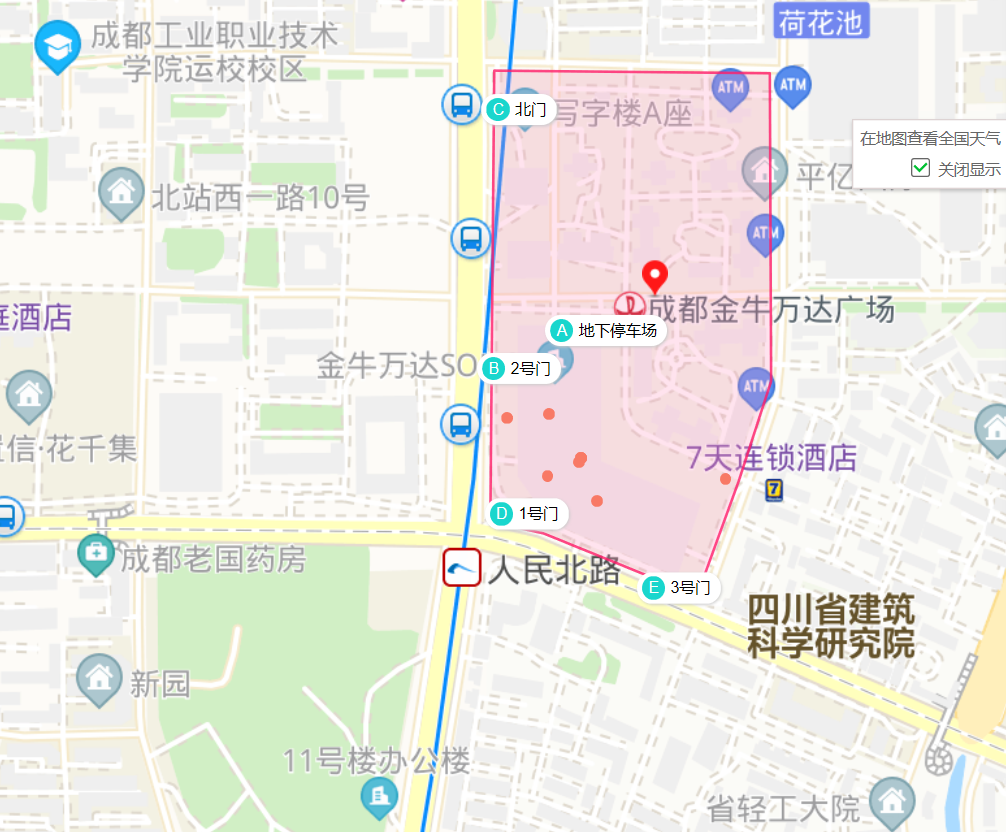 荷花池
成都工业职业技术
学院运校校区
ATM
ATM
C 北门
写字楼A座
在地图查看全国天气
关闭显示
平亿
北站西一路10号
ATM
庭酒店
成都金牛万达广场
A 地下停车场
金牛万达SO
B 2号门
ATM
置信·花千集
7天连锁酒店
7
D 1号门
成都老国药房
人民北路
E 3号门
四川省建筑
科学研究院
新园
11号楼办公楼
省轻工大院